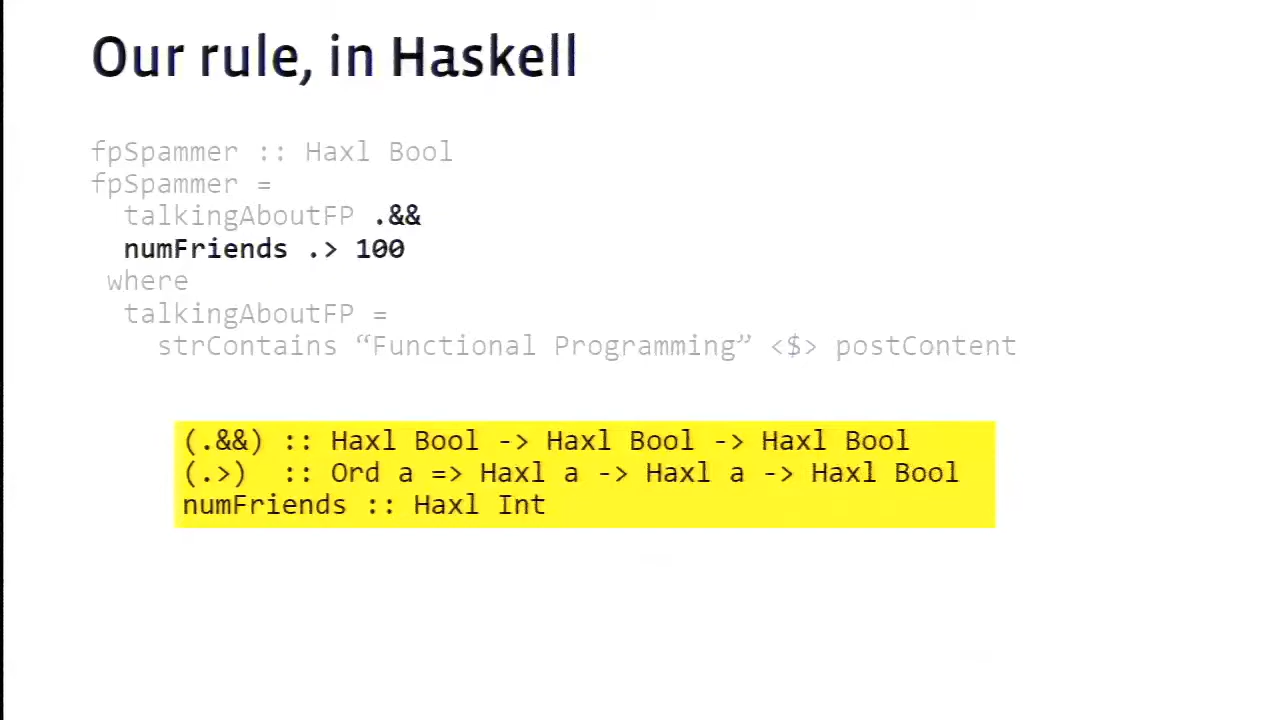 Our rule, in Haskell
fpSpammer :: Haxl Bool
fpSpammer =
  talkingAboutFP .&&
  numFriends .> 100
 where
  talkingAboutFP =
    strContains “Functional Programming” <$> postContent
(.&&) :: Haxl Bool -> Haxl Bool -> Haxl Bool
(.>)  :: Ord a => Haxl a -> Haxl a -> Haxl Bool
numFriends :: Haxl Int